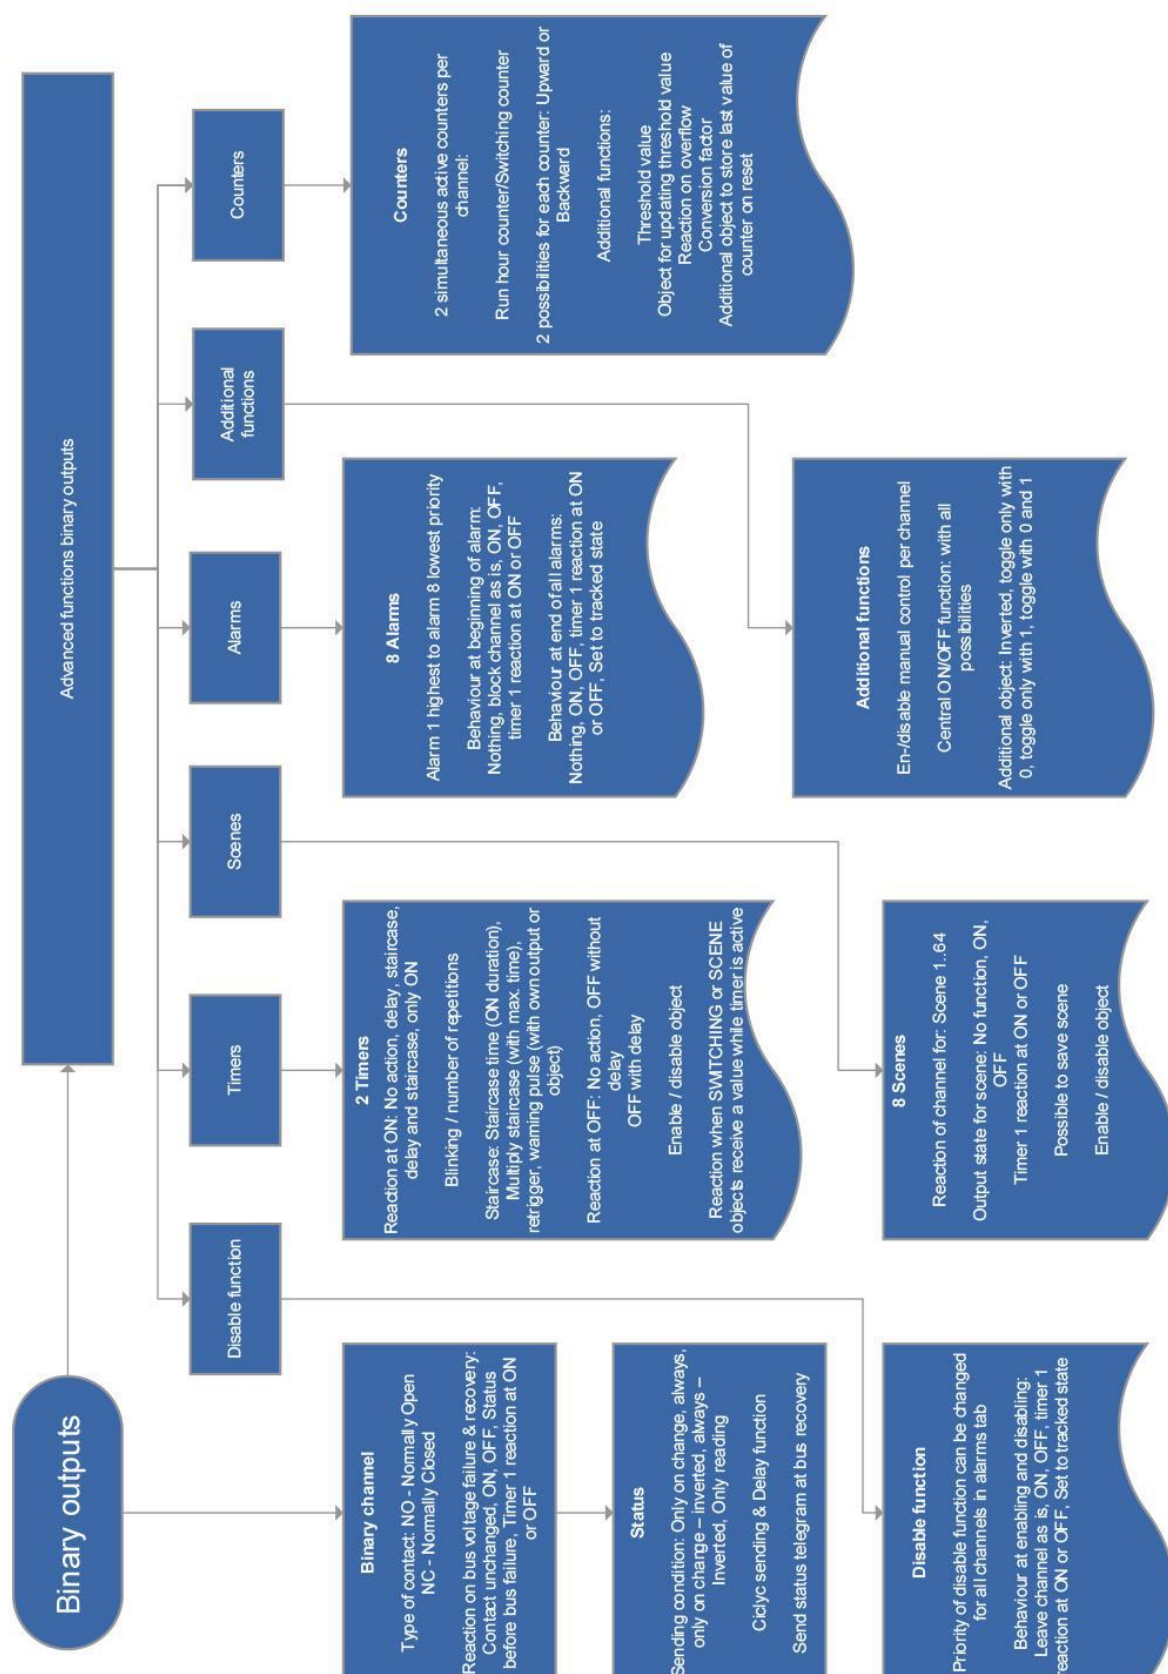 Binary outputs
Advanced functions binary outputs
Disable function
Timers
Scenes
Alarms
Additional
functions
Counters
Binary channel
Type of contact: NO - Normally Open
NC - Normally Closed
Reaction on bus voltage failure & recovery:
Contact unchanged, ON, OFF, Status
before bus failure, Timer 1 reaction at ON
or OFF
Status
Sending condition: Only on change, always,
only on change – inverted, always –
Inverted, Only reading
Ciclyc sending & Delay function
Send status telegram at bus recovery
Disable function
Priority of disable function can be changed
for all channels in alarms tab
Behaviour at enabling and disabling:
Leave channel as is, ON, OFF, timer 1
reaction at ON or OFF, Set to tracked state
2 Timers
Reaction at ON: No action, delay, staircase,
delay and staircase, only ON
Blinking / number of repetitions
Staircase: Staircase time (ON duration),
Multiply staircase (with max. time),
retrigger, warning pulse (with own output or
object)
Reaction at OFF: No action, OFF without
delay
OFF with delay
Enable / disable object
Reaction when SWITCHING or SCENE
objects receive a value while timer is active
8 Scenes
Reaction of channel for: Scene 1..64
Output state for scene: No function, ON,
OFF
Timer 1 reaction at ON or OFF
Possible to save scene
Enable / disable object
8 Alarms
Alarm 1 highest to alarm 8 lowest priority
Behaviour at beginning of alarm:
Nothing, block channel as is, ON, OFF,
timer 1 reaction at ON or OFF
Behaviour at end of all alarms:
Nothing, ON, OFF, timer 1 reaction at ON
or OFF, Set to tracked state
Additional functions
En-/disable manual control per channel
Central ON/OFF function: with all
possibilities
Additional object: Inverted, toggle only with
0, toggle only with 1, toggle with 0 and 1
Counters
2 simultaneous active counters per
channel:
Run hour counter/Switching counter
2 possibilities for each counter: Upward or
Backward
Additional functions:
Threshold value
Object for updating threshold value
Reaction on overflow
Conversion factor
Additional object to store last value of
counter on reset